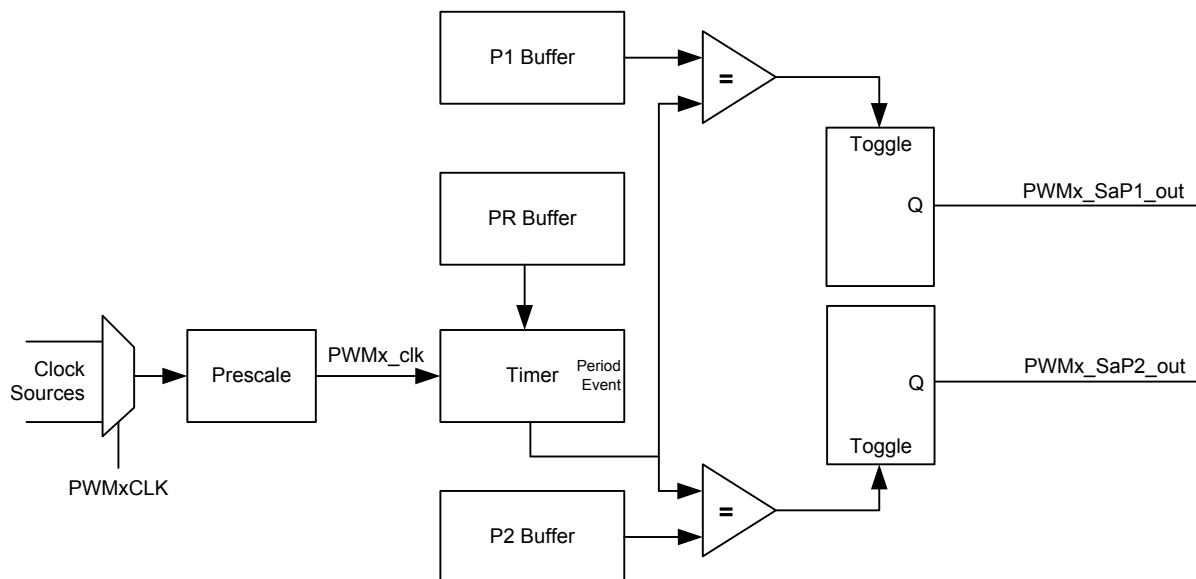 P1 Buffer
=
Toggle
Q
PWMx_SaP1_out
PR Buffer
Clock
Sources
Prescale
PWMx_clk
Timer
Period
Event
Q
PWMx_SaP2_out
Toggle
PWMxCLK
P2 Buffer
=